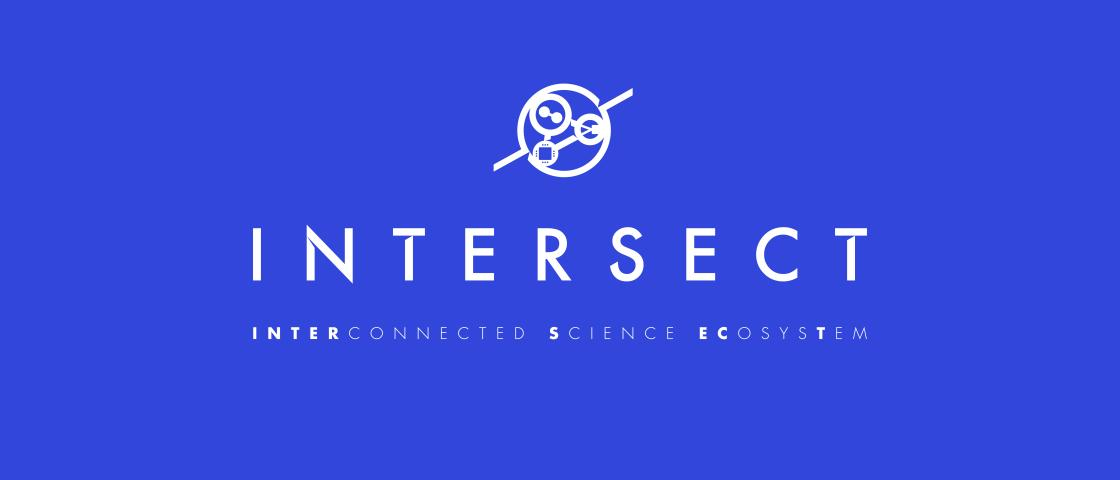 INTERSECT
INTERCONNECTED SCIENCE ECOSYSTEM